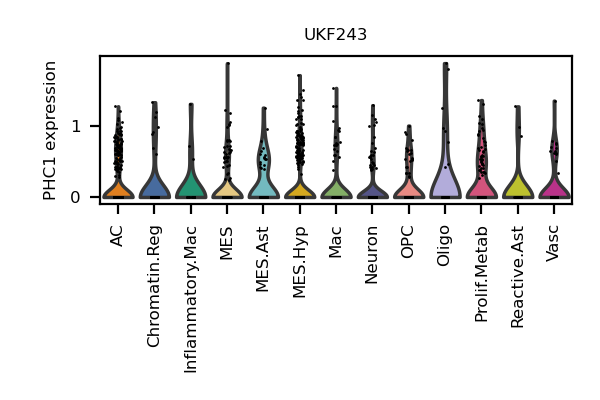 UKF243
PHC1 expression
1
0
AC
Chromatin.Reg
Inflammatory.Mac
MES
MES.Ast
MES.Hyp
Mac
Neuron
OPC
Oligo
Prolif.Metab
Reactive.Ast
Vasc